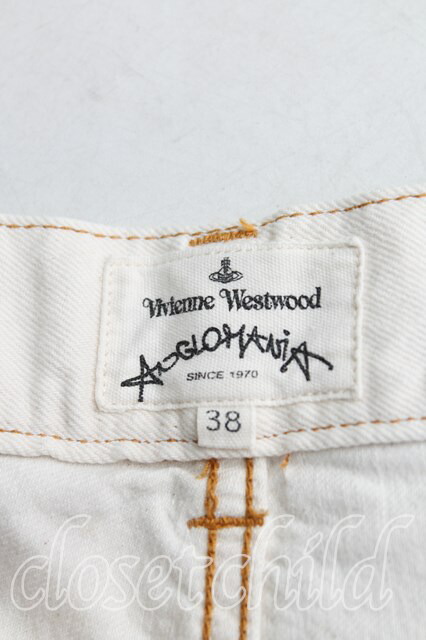 Vivienne Westwood
ANGLOMANIA
SINCE 1970
38
closetchild